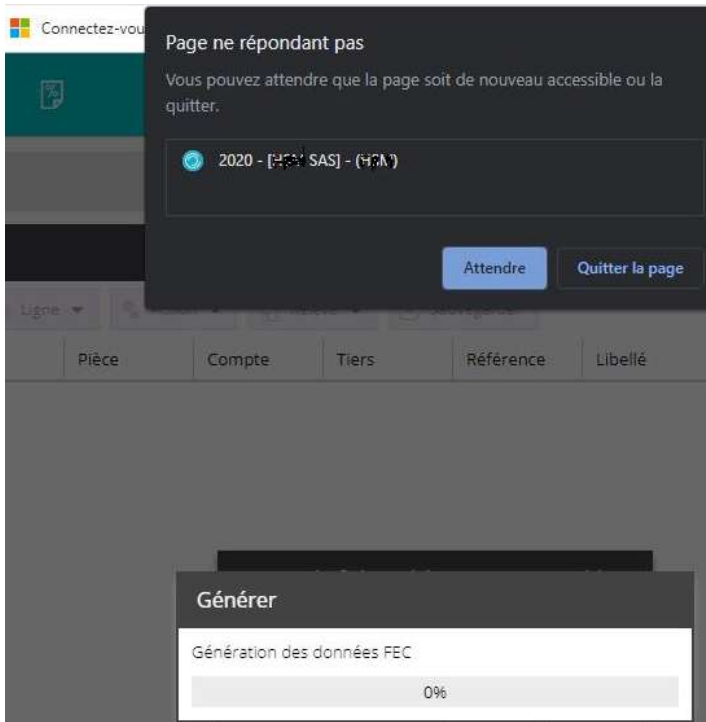 Connectez-vou
Page ne répondant pas
Vous pouvez attendre que la page soit de nouveau accessible ou la
quitter.
2020 - [ SAS] - ( )
Attendre
Quitter la page
Ligne
Pièce
Compte
Tiers
Référence
Libellé
Générer
Génération des données FEC
0%